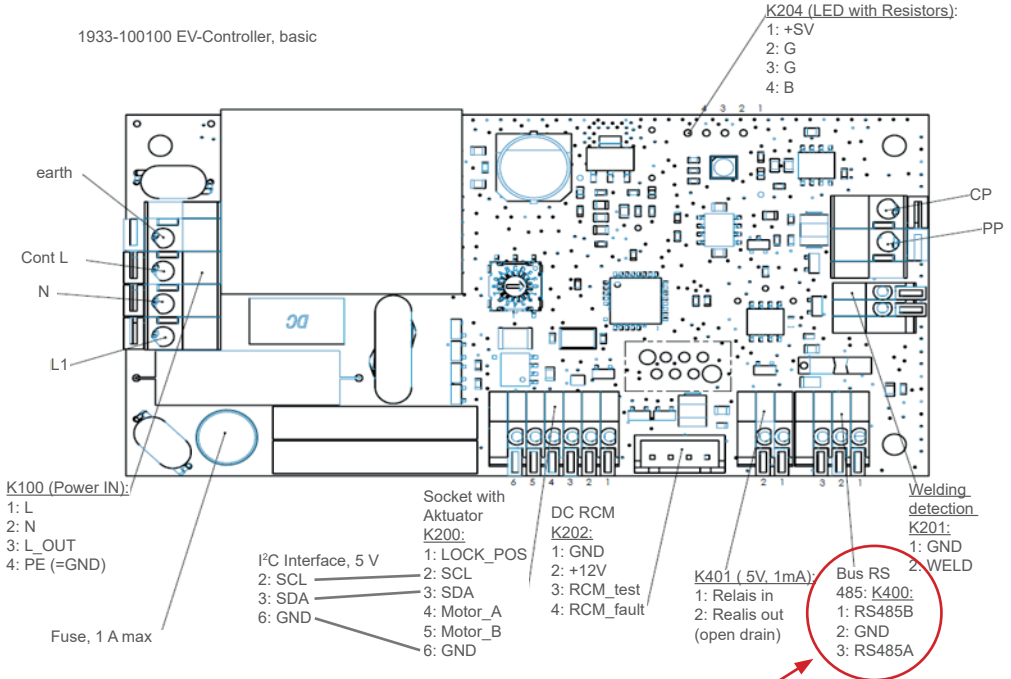 K204 (LED with Resistors):
1: +SV
2: G
3: G
4: B
1933-100100 EV-Controller, basic
4 3 2 1
earth
Cont L
N
L1
CP
PP
DC
6 5 4 3 2 1
2 1
3 2 1
K100 (Power IN):
1: L
2: N
3: L_OUT
4: PE (=GND)
Fuse, 1 A max
I²C Interface, 5 V
2: SCL
3: SDA
6: GND
Socket with
Aktuator
K200:
1: LOCK_POS
2: SCL
3: SDA
4: Motor_A
5: Motor_B
6: GND
DC RCM
K202:
1: GND
2: +12V
3: RCM_test
4: RCM_fault
K401 ( 5V, 1mA):
1: Relais in
2: Realis out
(open drain)
Bus RS
485: K400:
1: RS485B
2: GND
3: RS485A
Welding
detection
K201:
1: GND
2: WELD